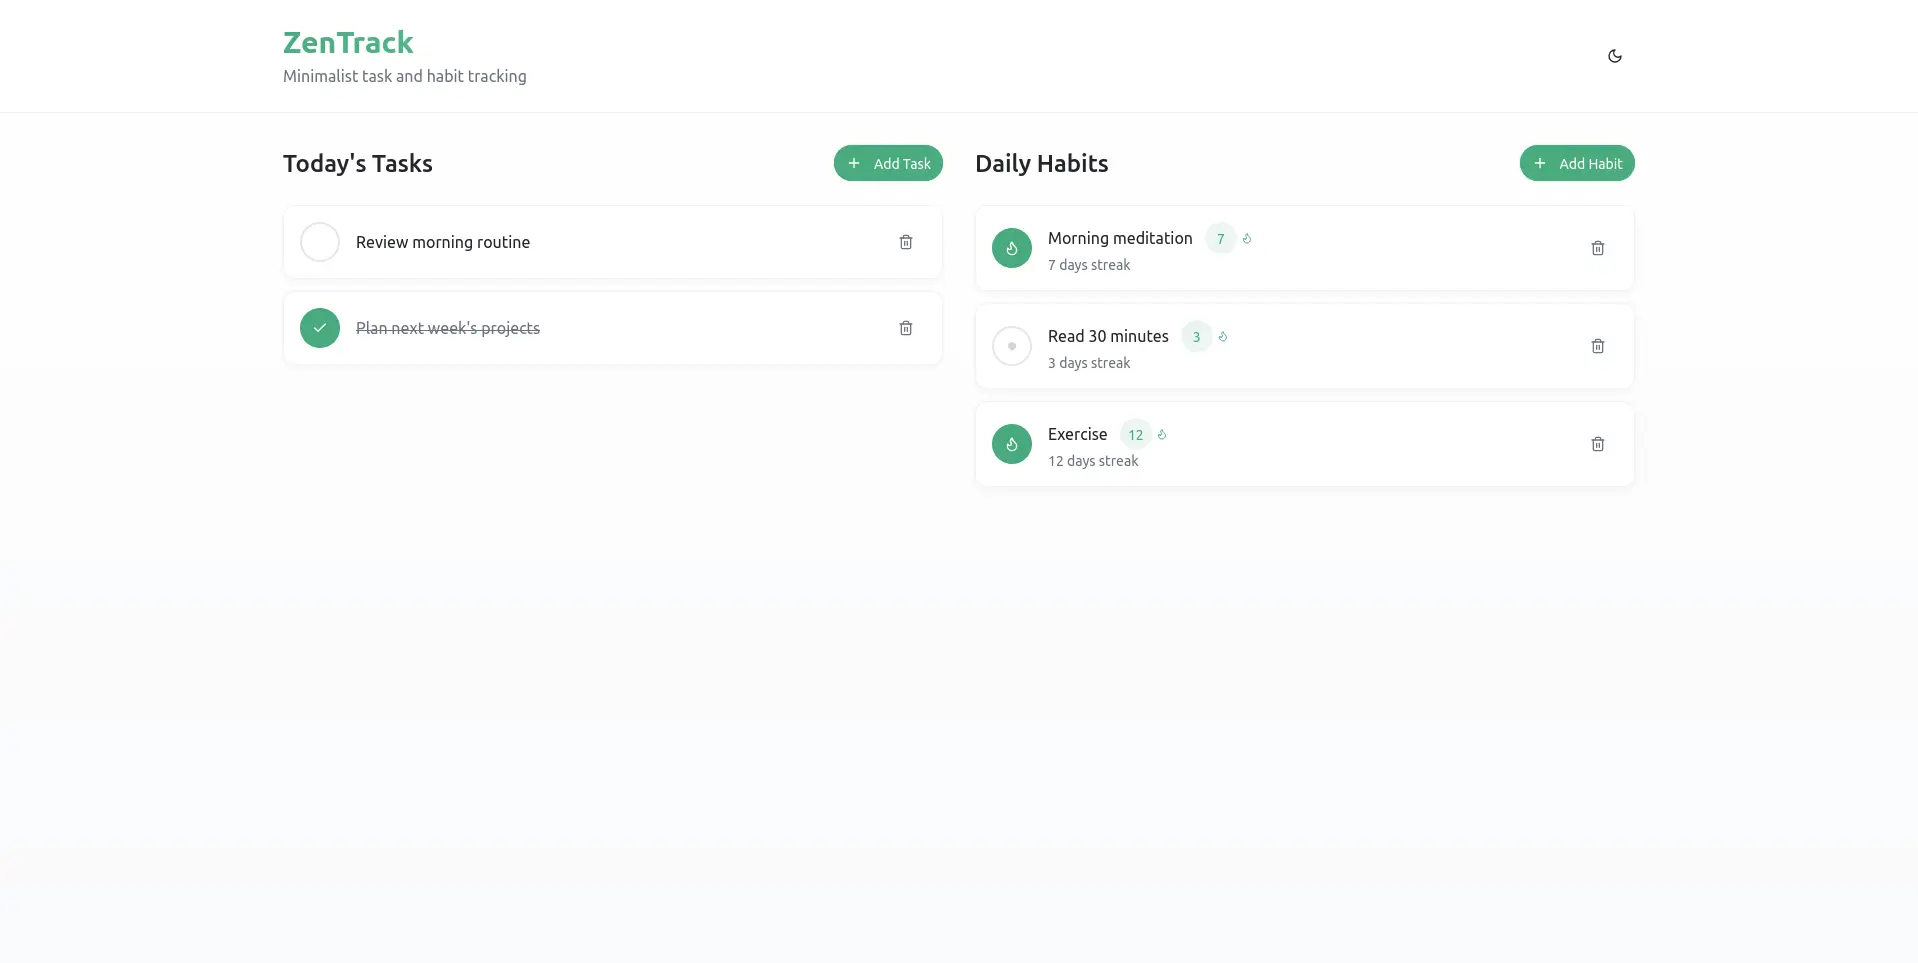 ZenTrack
Minimalist task and habit tracking
Today's Tasks
Add Task
Review morning routine
Plan next week's projects
Daily Habits
Add Habit
Morning meditation 7
7 days streak
Read 30 minutes 3
3 days streak
Exercise 12
12 days streak